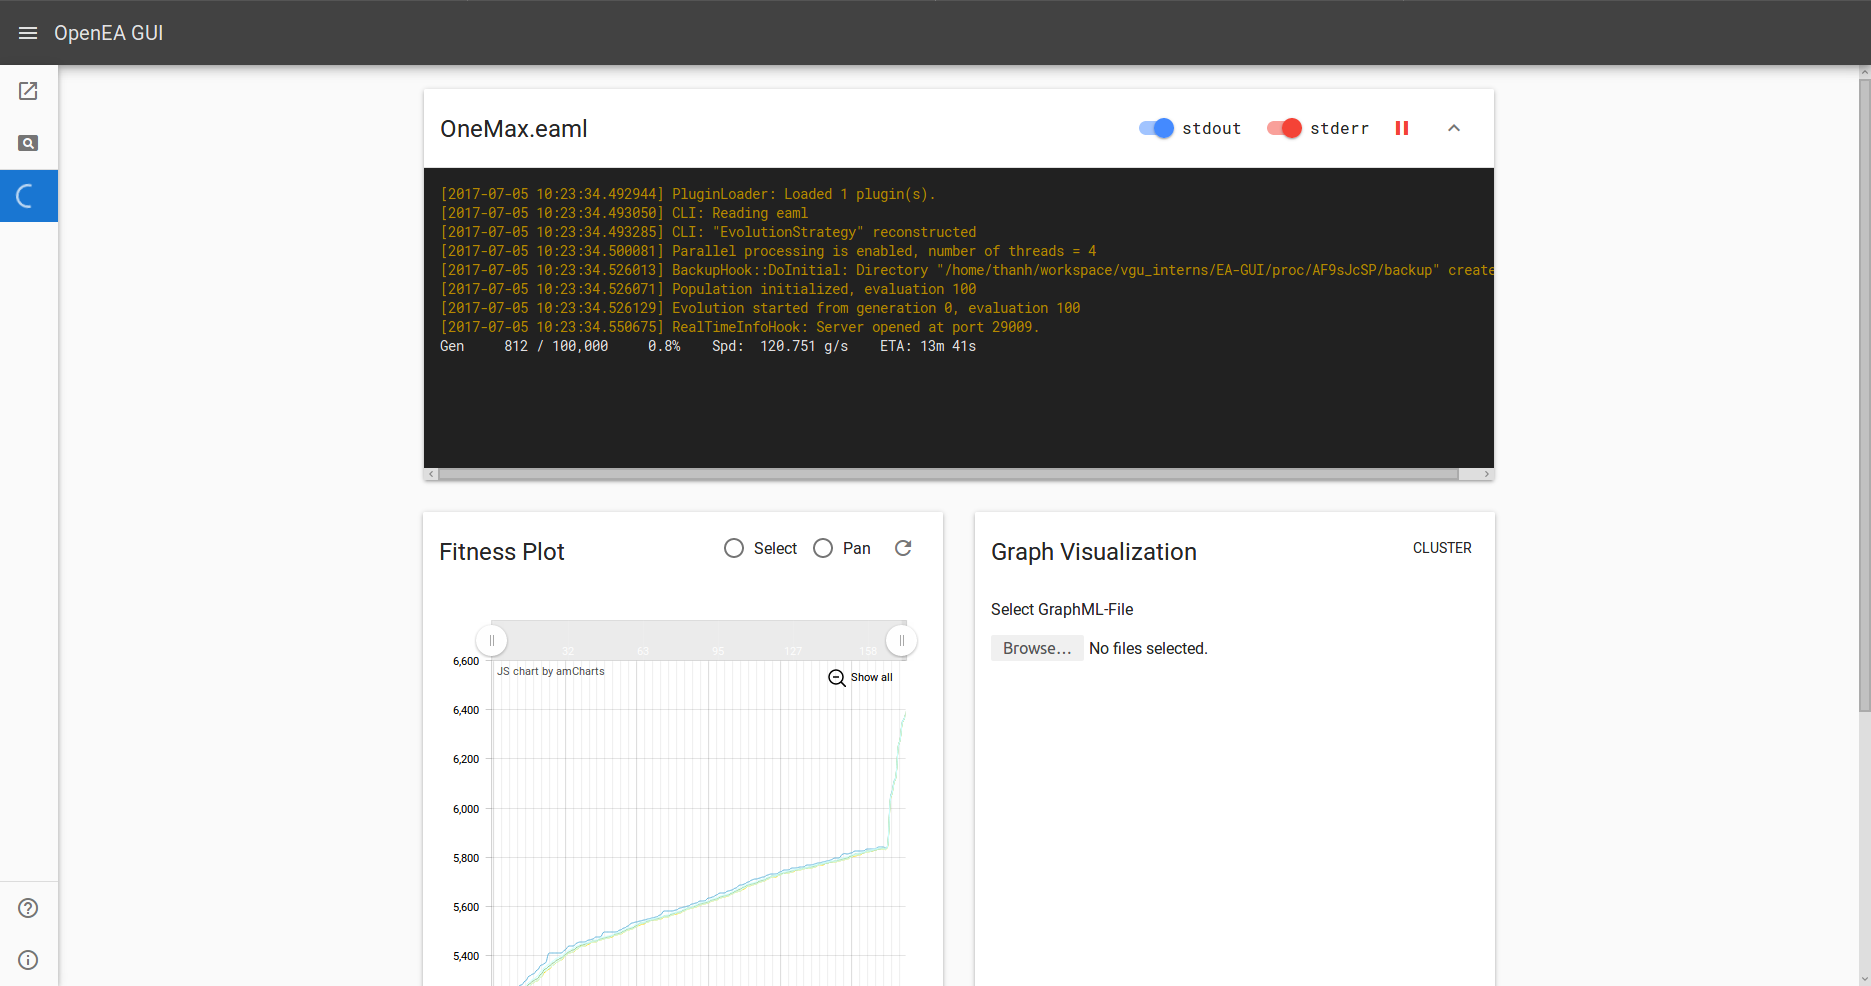 OpenEA GUI
OneMax.eaml
stdout
stderr
[2017-07-05 10:23:34.492944] PluginLoader: Loaded 1 plugin(s).
[2017-07-05 10:23:34.493050] CLI: Reading eaml
[2017-07-05 10:23:34.493285] CLI: "EvolutionStrategy" reconstructed
[2017-07-05 10:23:34.500081] Parallel processing is enabled, number of threads = 4
[2017-07-05 10:23:34.526013] BackupHook::DoInitial: Directory "/home/thanh/workspace/vgu_interns/EA-GUI/proc/AF9sJcSP/backup" create
[2017-07-05 10:23:34.526071] Population initialized, evaluation 100
[2017-07-05 10:23:34.526129] Evolution started from generation 0, evaluation 100
[2017-07-05 10:23:34.550675] RealTimeInfoHook: Server opened at port 29009.
Gen 812 / 100,000 0.8% Spd: 120.751 g/s ETA: 13m 41s
Fitness Plot
Select
Pan
32 63 95 127 158
JS chart by amCharts
Show all
6,600
6,400
6,200
6,000
5,800
5,600
5,400
Graph Visualization
CLUSTER
Select GraphML-File
Browse... No files selected.